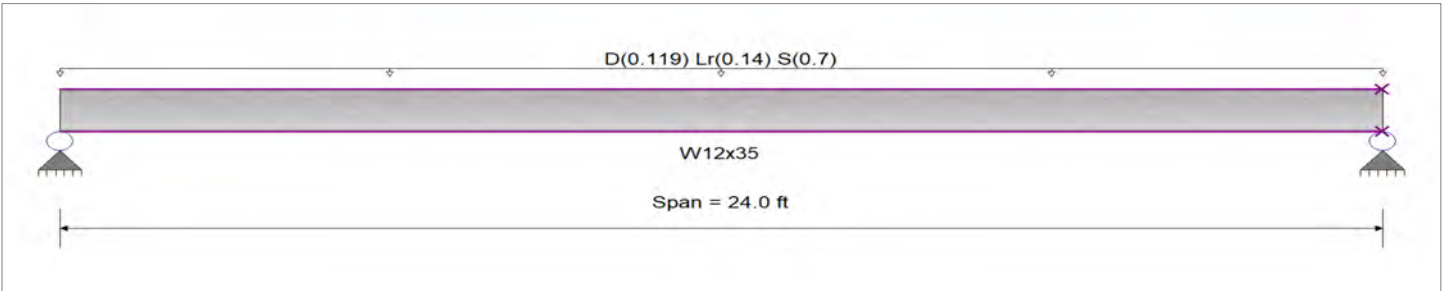 D(0.119) Lr(0.14) S(0.7)
W12x35
Span = 24.0 ft